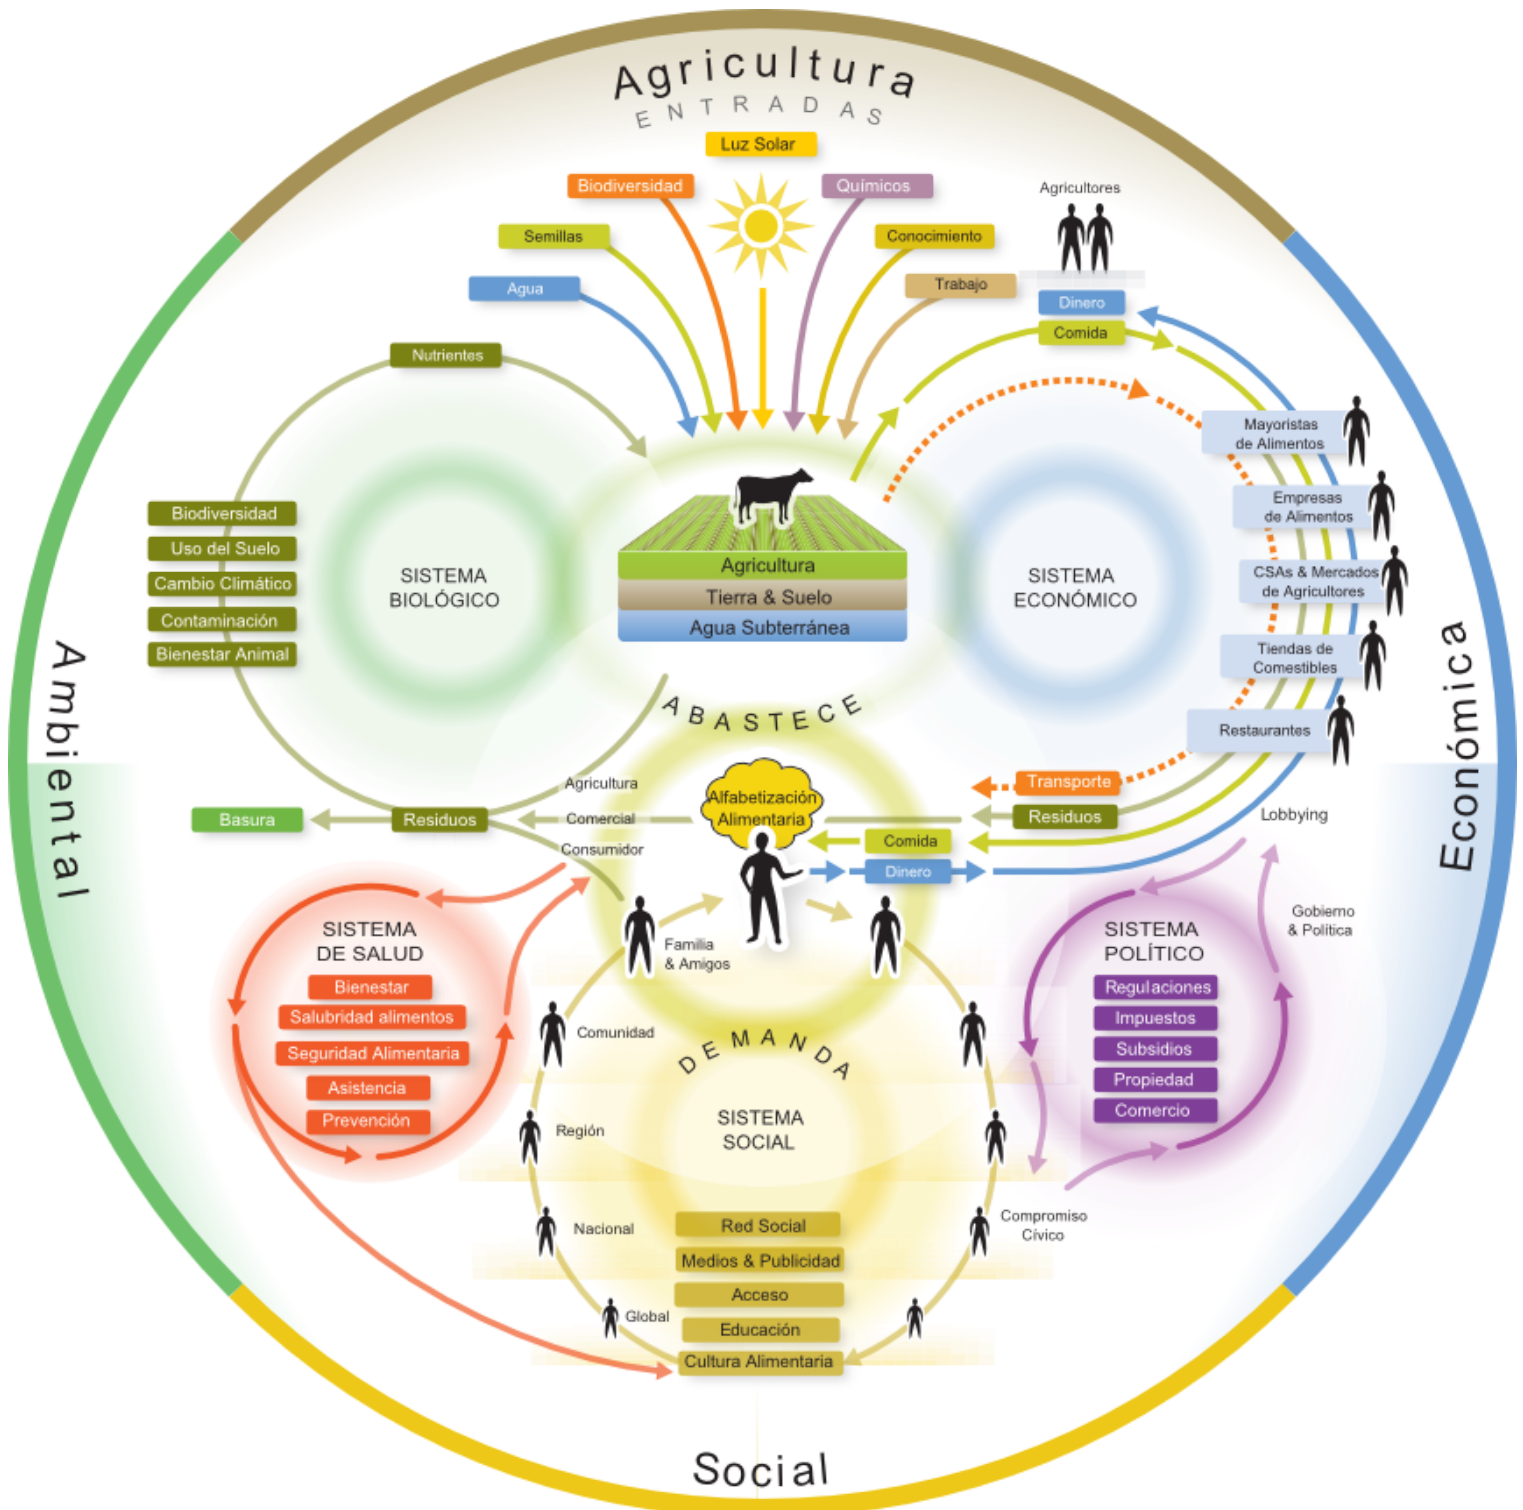 Agricultura
ENTRADAS
Luz Solar
Biodiversidad
Químicos
Agricultores
Semillas
Conocimiento
Agua
Trabajo
Dinero
Comida
Nutrientes
Mayoristas
de Alimentos
Empresas
de Alimentos
CSAs & Mercados
de Agricultores
Tiendas de
Comestibles
Restaurantes
Biodiversidad
Uso del Suelo
Cambio Climático
Contaminación
Bienestar Animal
SISTEMA
BIOLÓGICO
Agricultura
Tierra & Suelo
Agua Subterránea
SISTEMA
ECONÓMICO
Ambiental
Económica
ABASTECE
Agricultura
Comercial
Consumidor
Basura
Residuos
Alfabetización
Alimentaria
Transporte
Residuos
Comida
Dinero
Lobbying
Gobierno
& Política
SISTEMA
DE SALUD
Bienestar
Salubridad alimentos
Seguridad Alimentaria
Asistencia
Prevención
Familia
& Amigos
Comunidad
Región
Nacional
Global
DEMANDA
SISTEMA
SOCIAL
Red Social
Medios & Publicidad
Acceso
Educación
Cultura Alimentaria
SISTEMA
POLÍTICO
Regulaciones
Impuestos
Subsidios
Propiedad
Comercio
Compromiso
Cívico
Social